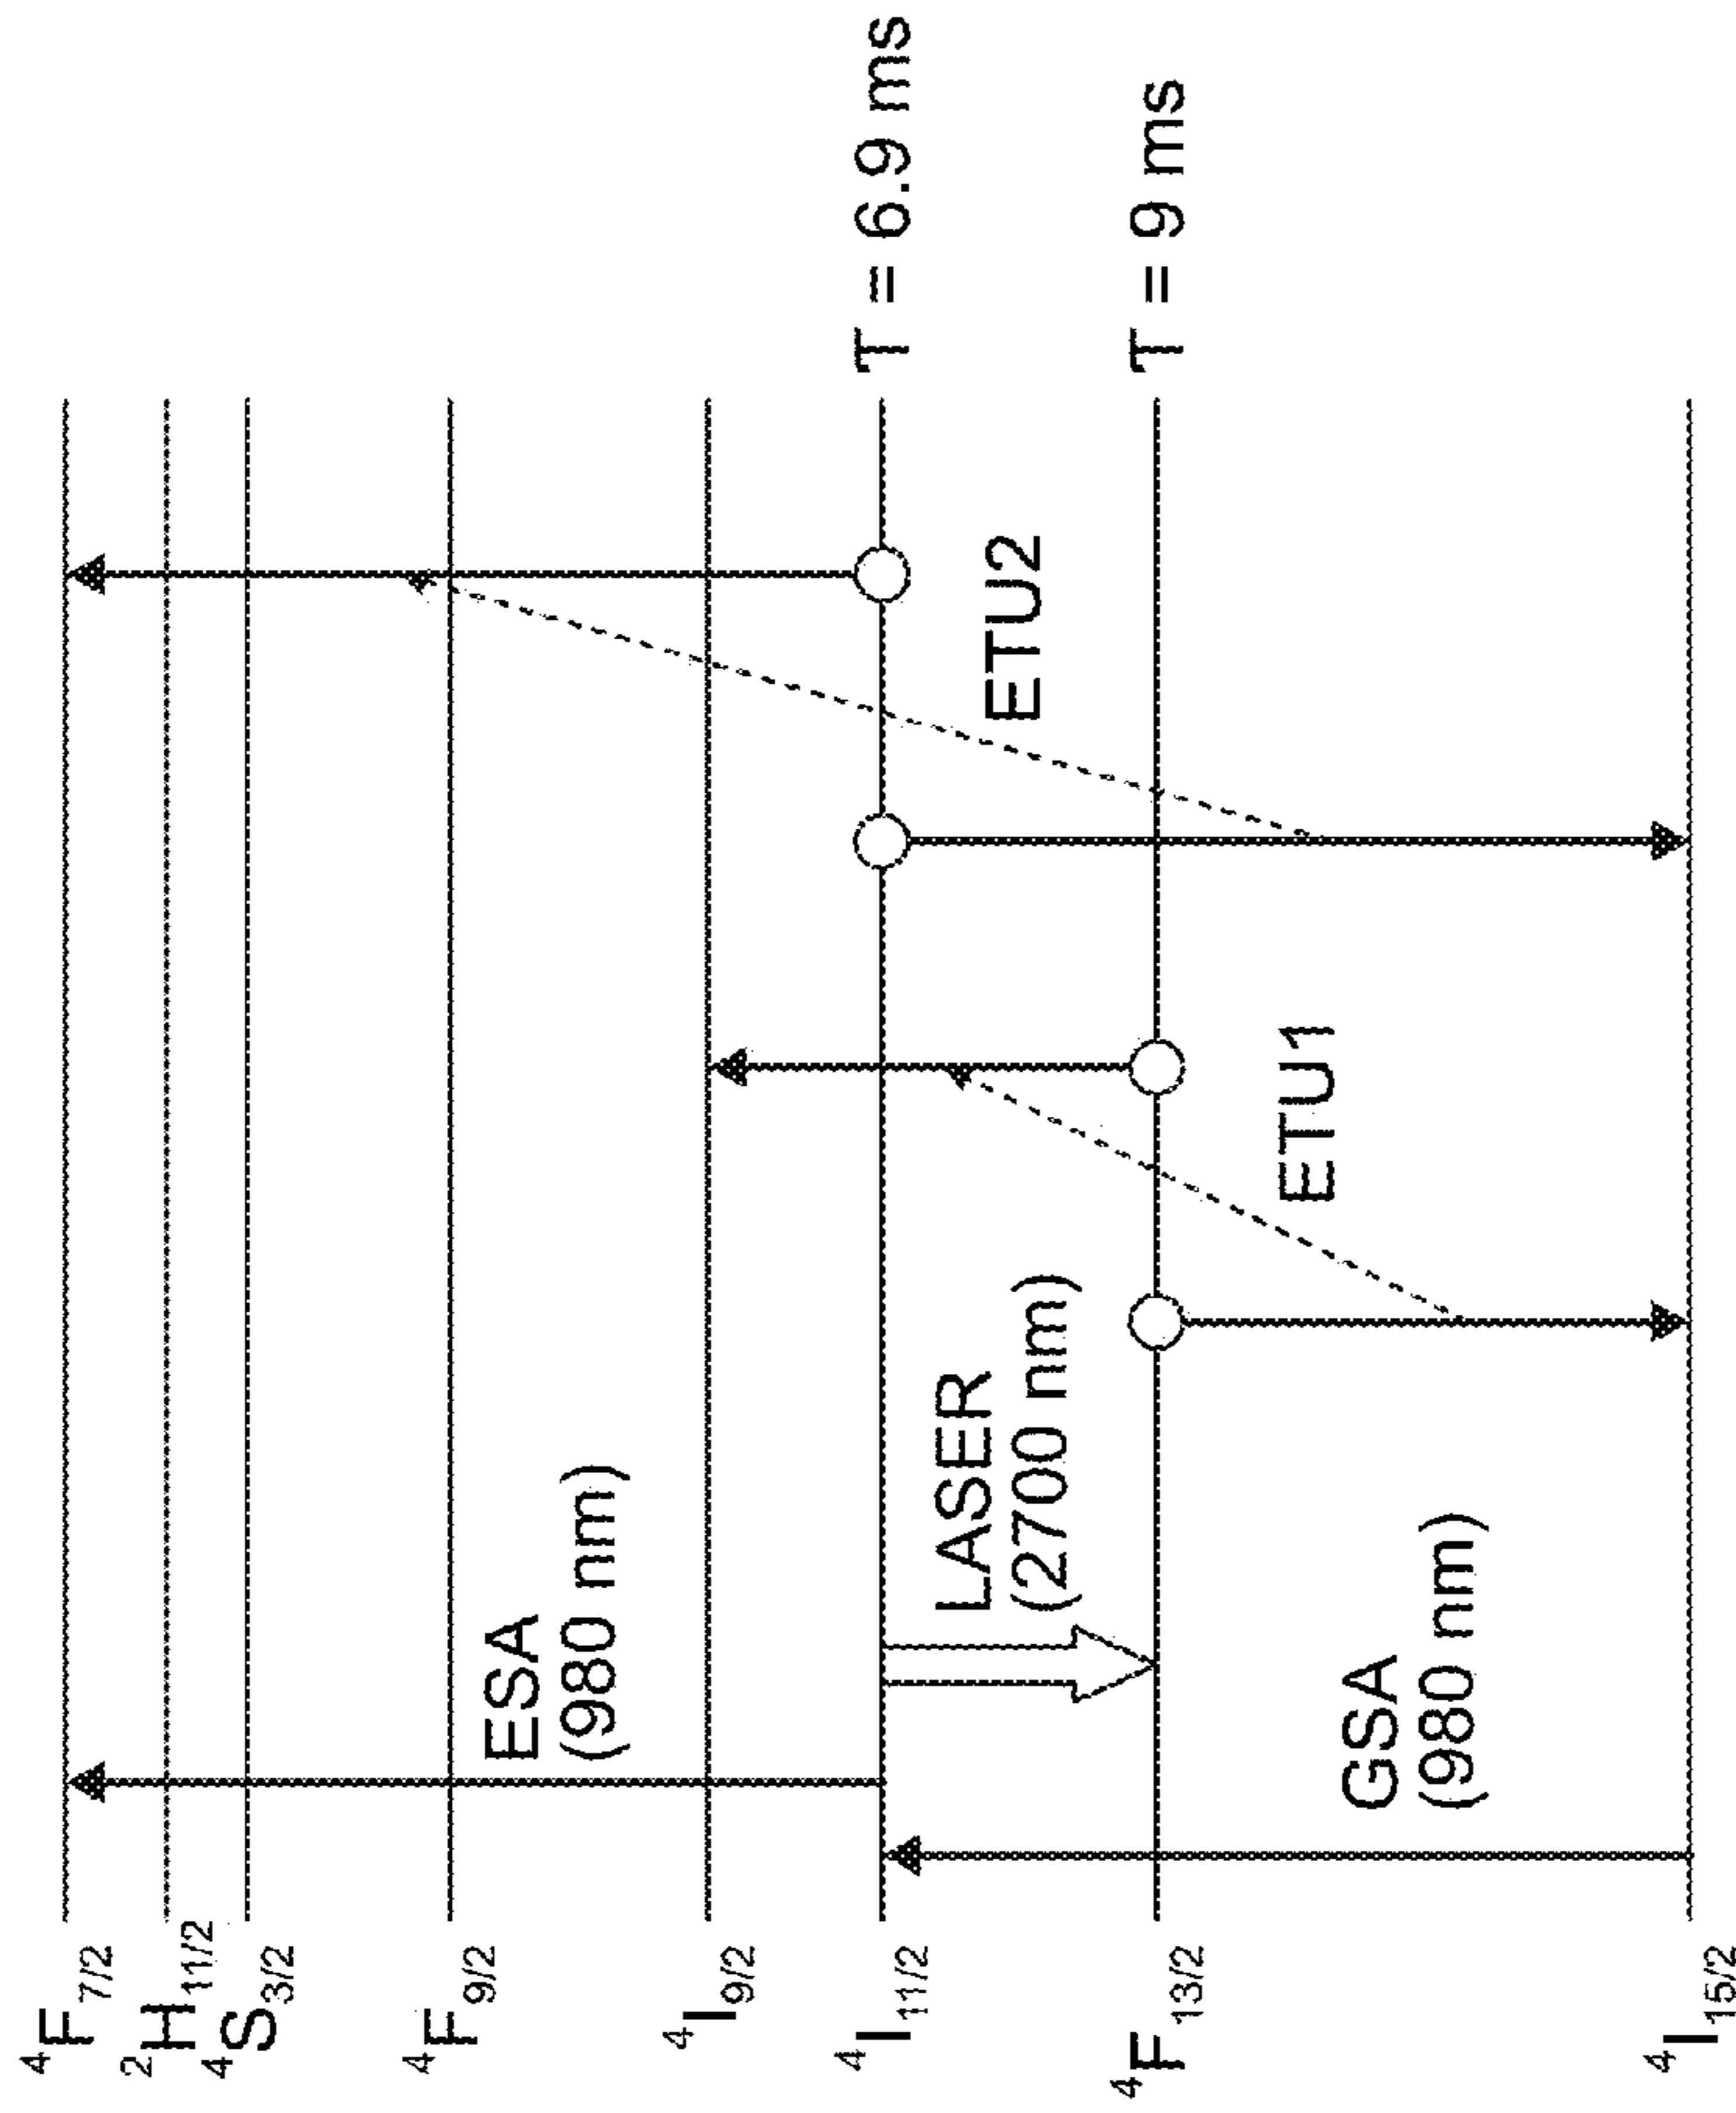 ⁴F₇/₂
²H₁₁/₂
⁴S₃/₂
⁴F₉/₂
⁴I₉/₂
⁴I₁₁/₂
⁴F₁₃/₂
⁴I₁₅/₂
ESA
(980 nm)
LASER
(2700 nm)
GSA
(980 nm)
ETU1
ETU2
T = 6.9 ms
T = 9 ms